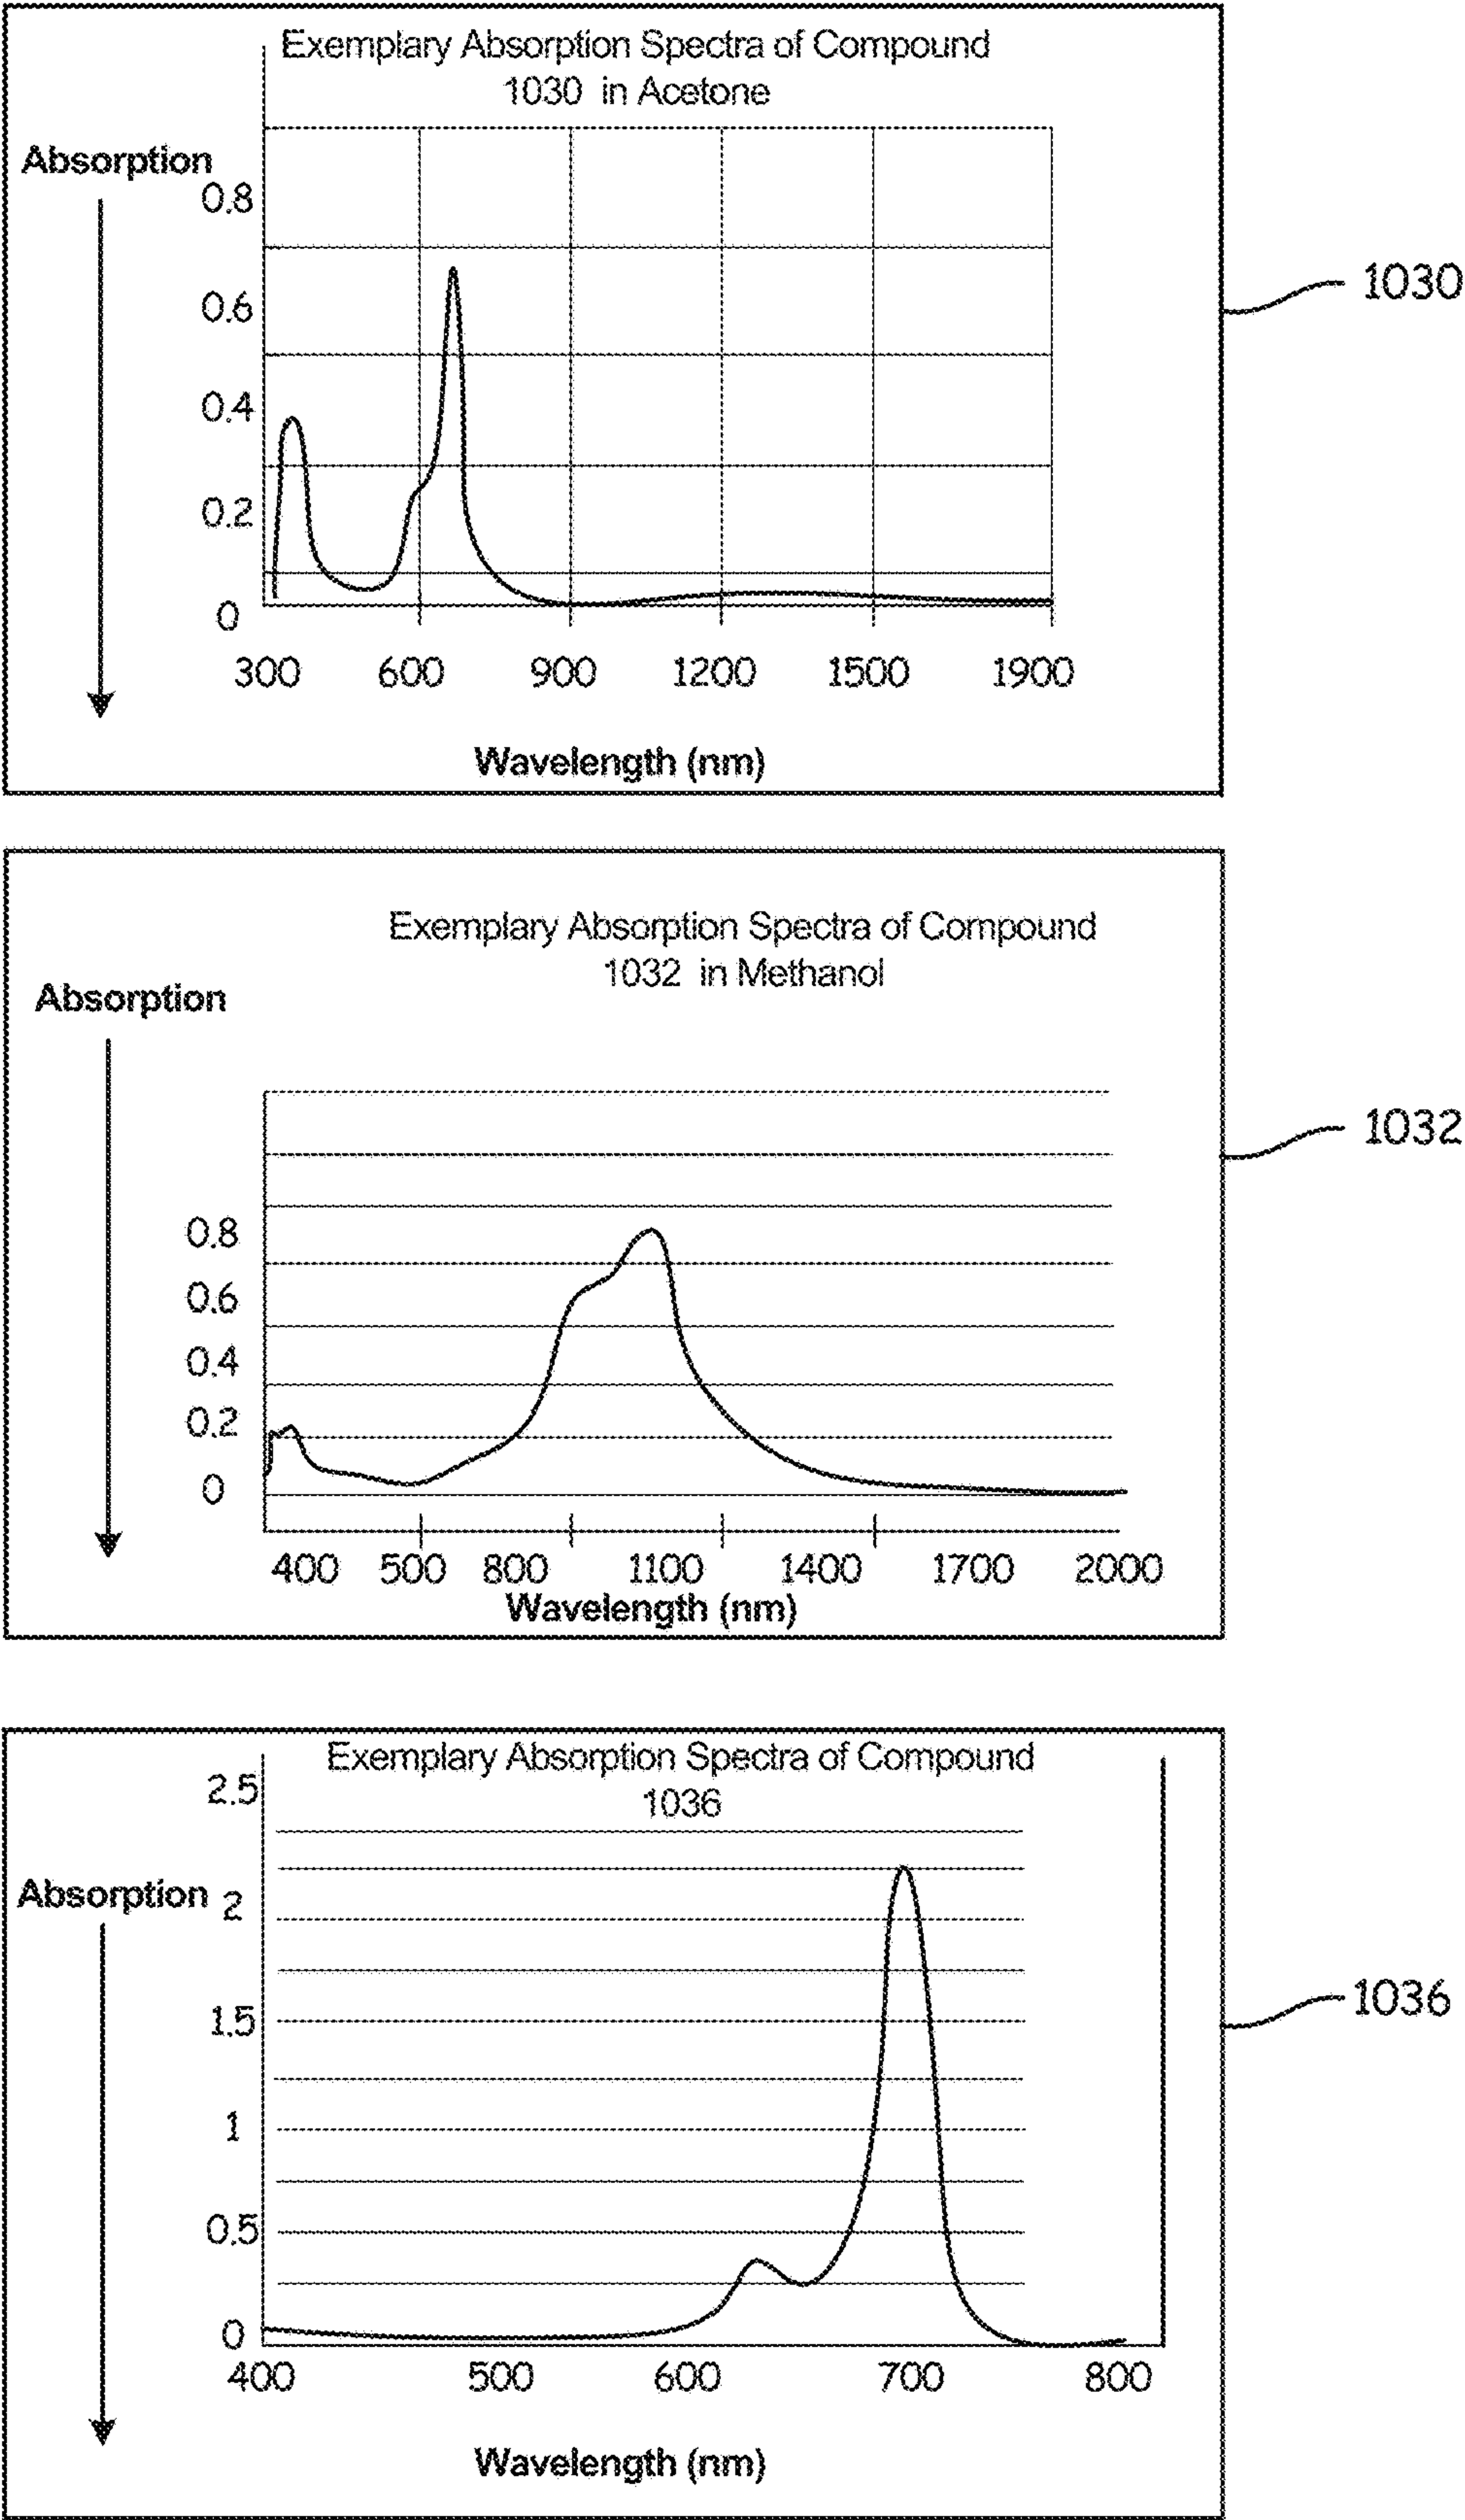 Exemplary Absorption Spectra of Compound
1030 in Acetone
Absorption
0.8
0.6
0.4
0.2
0
300 600 900 1200 1500 1900
Wavelength (nm)
1030
Exemplary Absorption Spectra of Compound
1032 in Methanol
Absorption
0.8
0.6
0.4
0.2
0
400 500 800 1100 1400 1700 2000
Wavelength (nm)
1032
Exemplary Absorption Spectra of Compound
1036
Absorption
2.5
2
1.5
1
0.5
0
400 500 600 700 800
Wavelength (nm)
1036